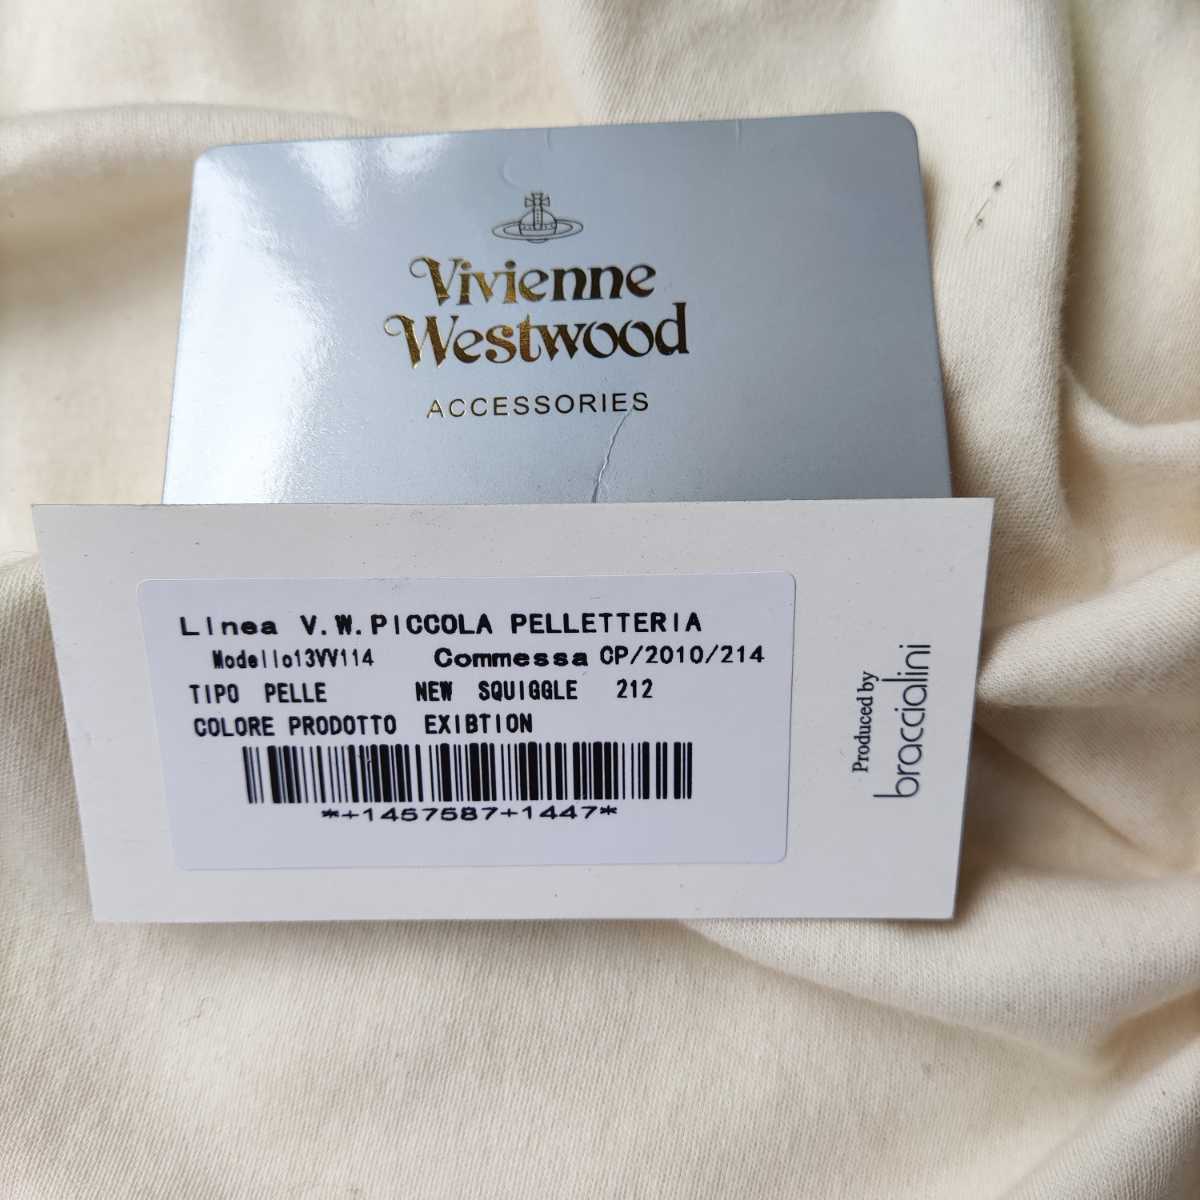 Vivienne
Westwood
ACCESSORIES
Linea V.W.PICCOLA PELLETTERIA
Modello13VV114 Commessa CP/2010/214
TIPO PELLE NEW SQUIGGLE 212
COLORE PRODOTTO EXIBTION
*+1457587+1447*
Produced by
braccialini